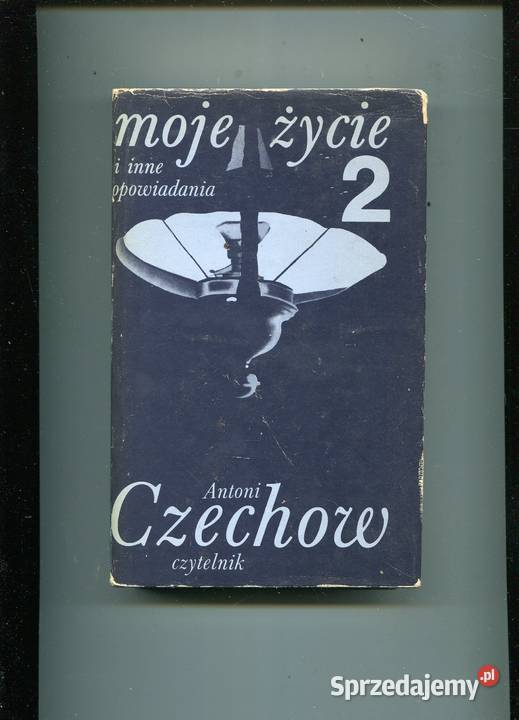 moje życie
i inne
opowiadania
2
Antoni
Czechow
czytelnik
Sprzedajemy.pl